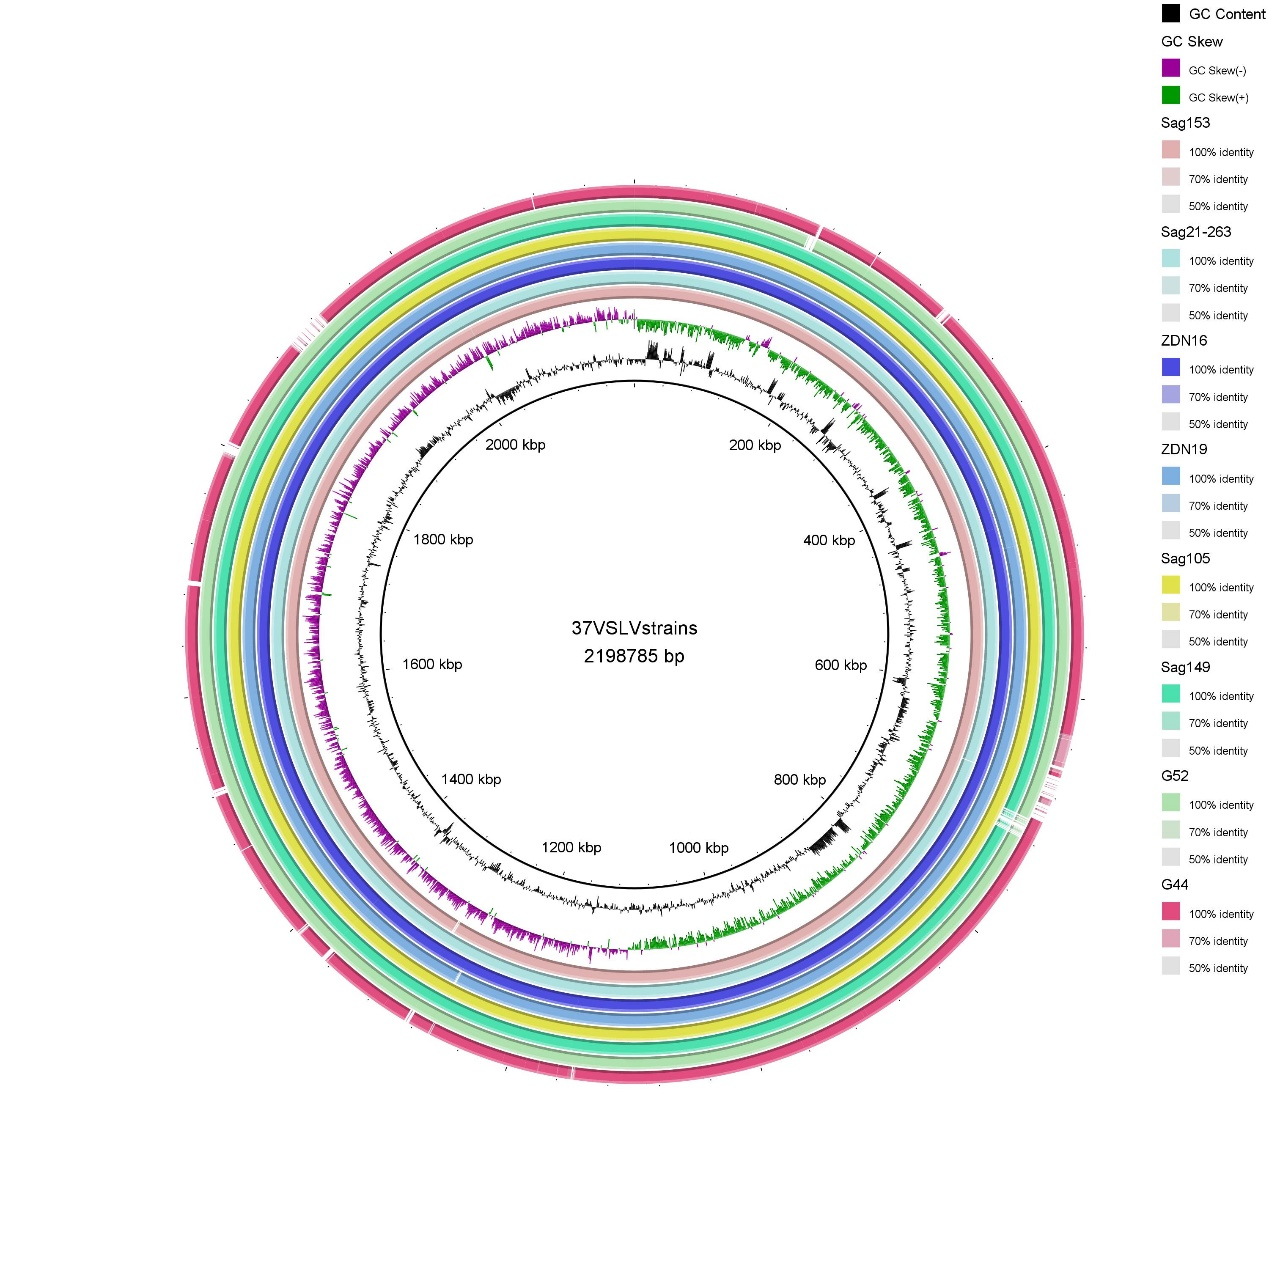 GC Content
GC Skew
GC Skew(-)
GC Skew(+)
Sag153
100% identity
70% identity
50% identity
Sag21-263
100% identity
70% identity
50% identity
ZDN16
100% identity
70% identity
50% identity
ZDN19
100% identity
70% identity
50% identity
Sag105
100% identity
70% identity
50% identity
Sag149
100% identity
70% identity
50% identity
G52
100% identity
70% identity
50% identity
G44
100% identity
70% identity
50% identity
2000 kbp
200 kbp
1800 kbp
400 kbp
37VSLVstrains
2198785 bp
1600 kbp
600 kbp
1400 kbp
800 kbp
1200 kbp
1000 kbp